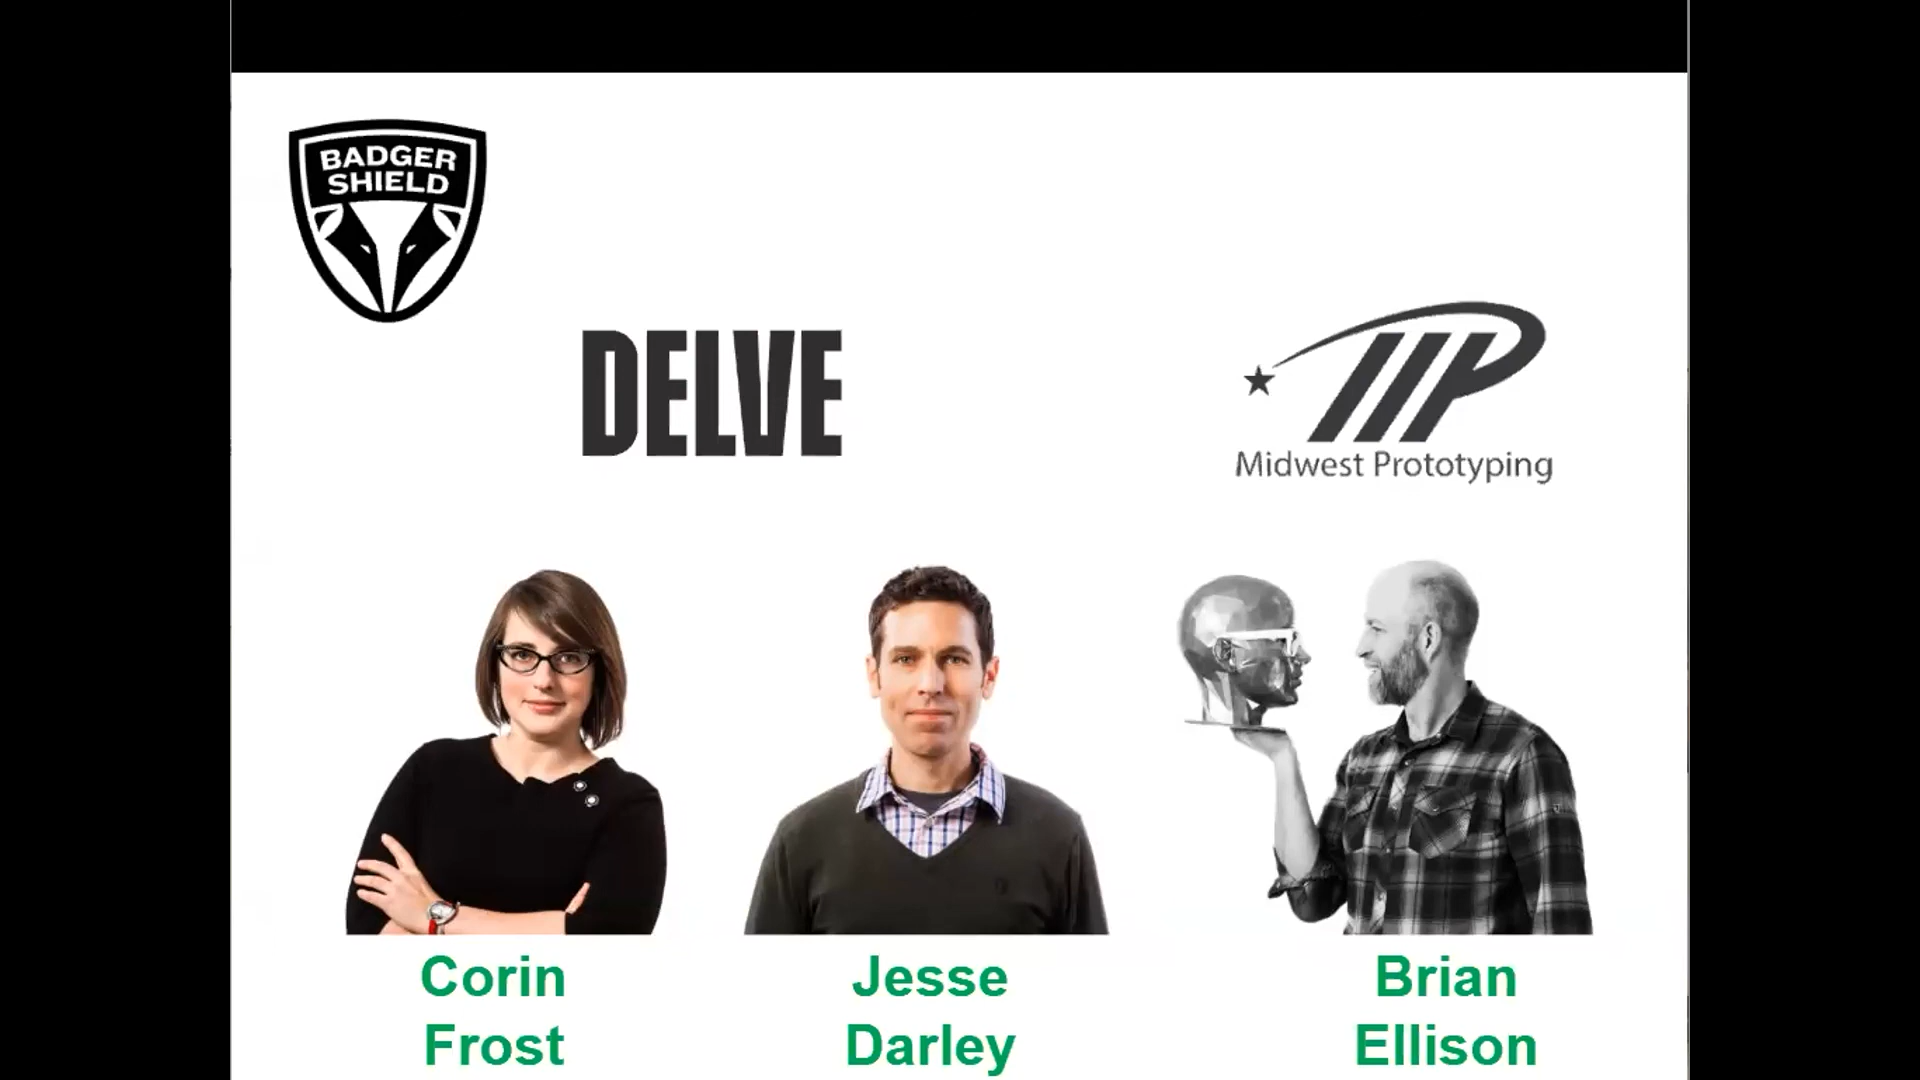 BADGER
SHIELD
DELVE
Midwest Prototyping
Corin
Frost
Jesse
Darley
Brian
Ellison